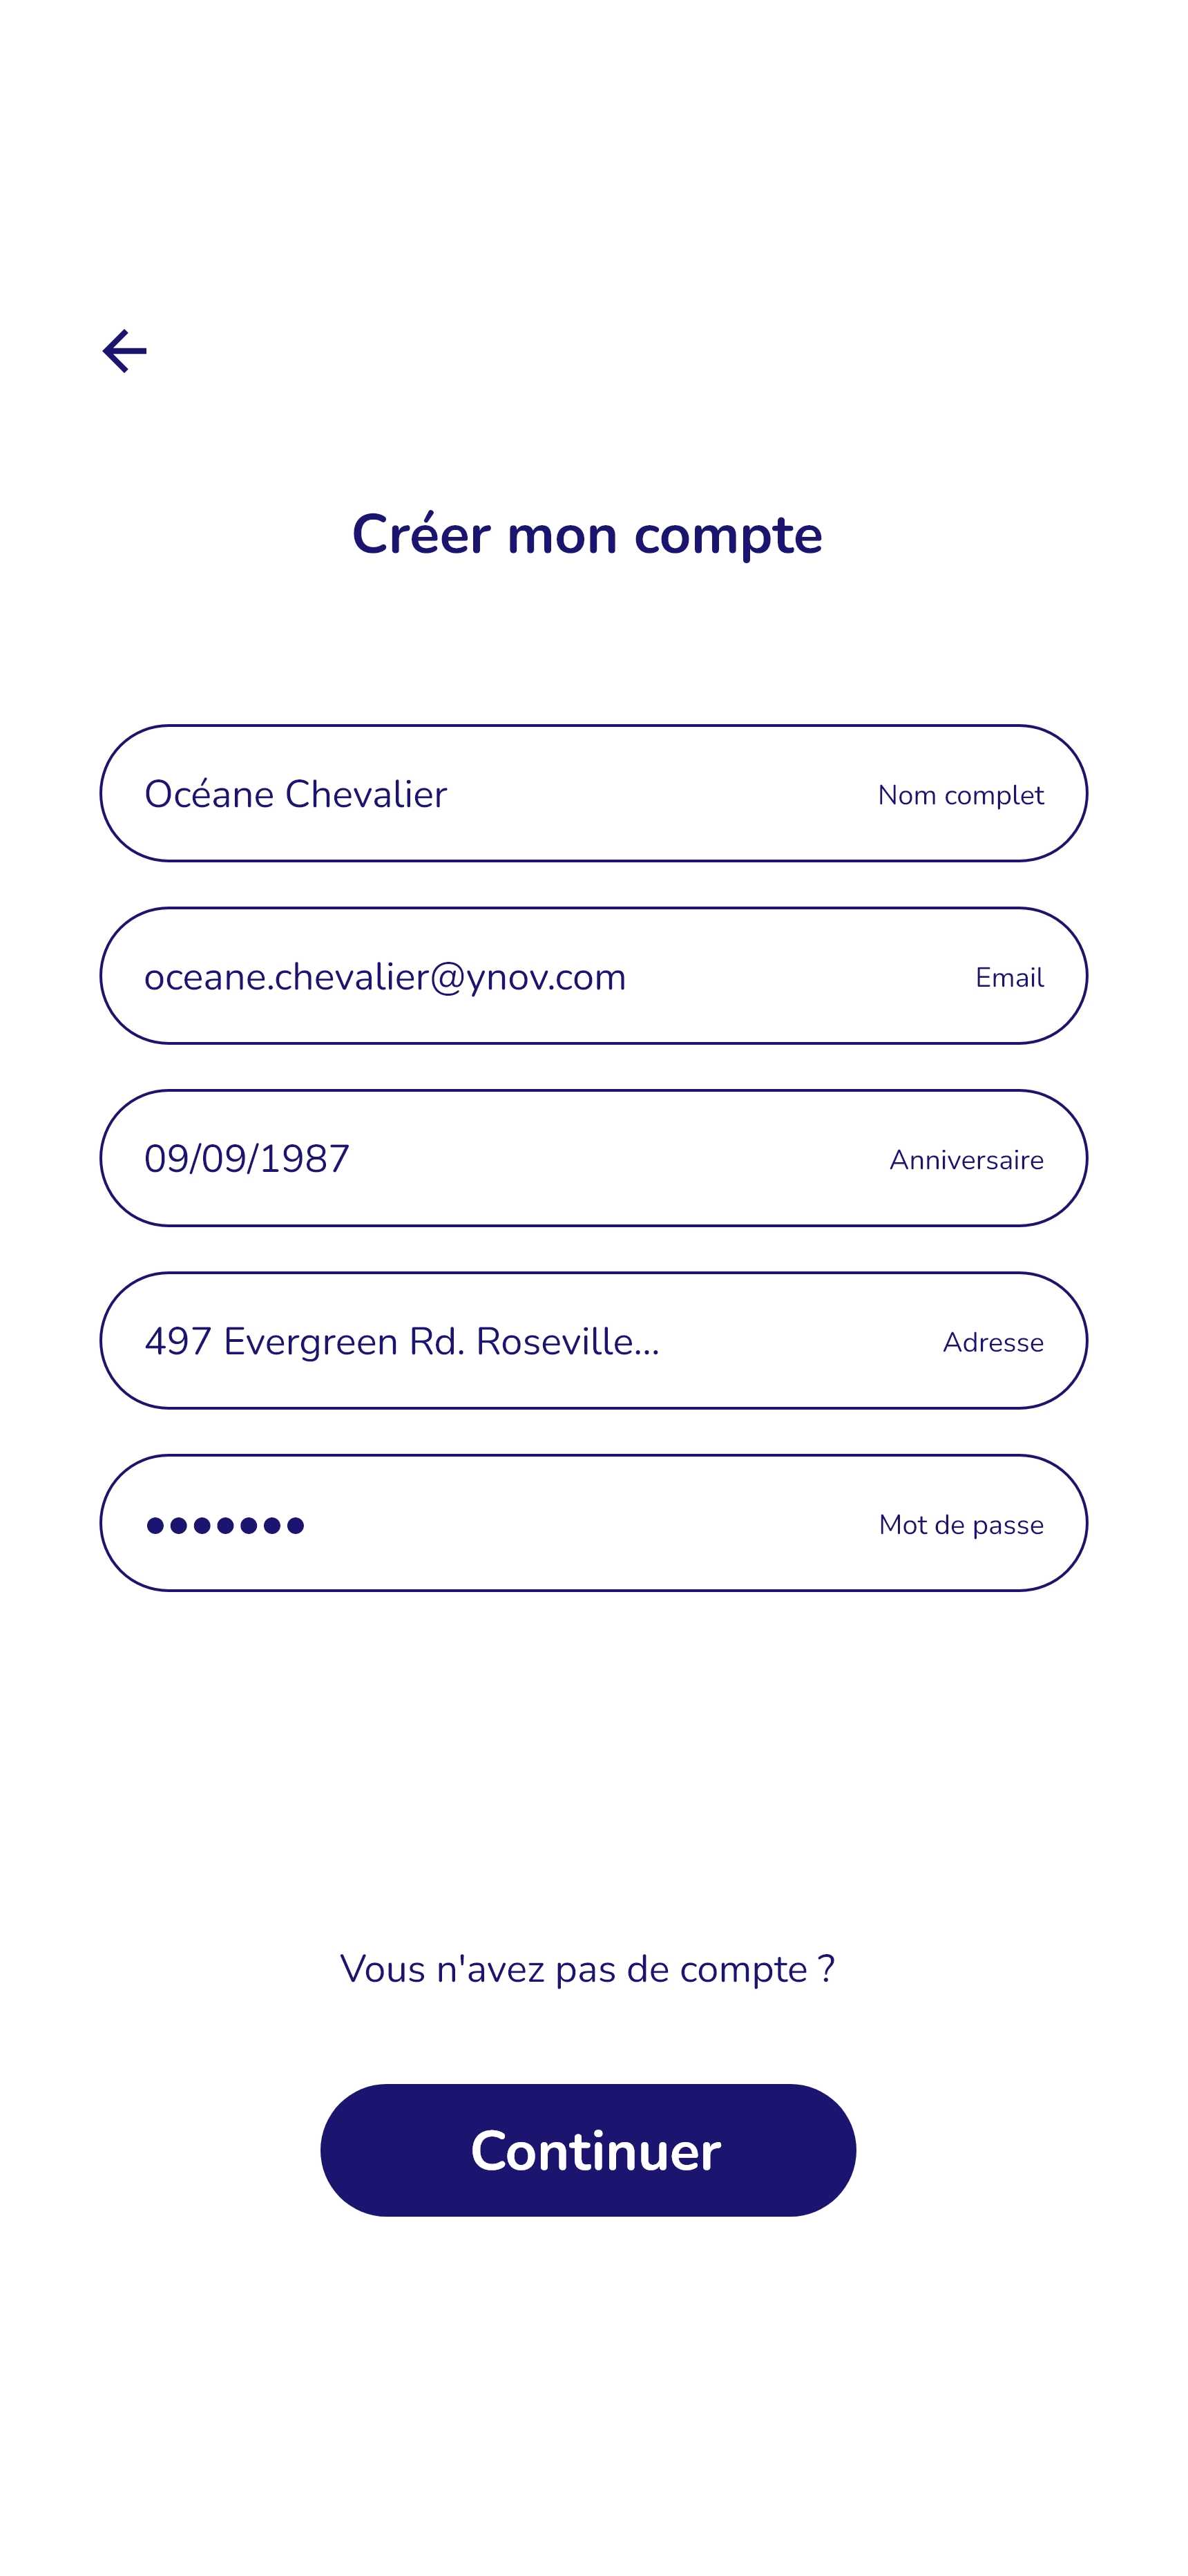 Créer mon compte
Océane Chevalier Nom complet
oceane.chevalier@ynov.com Email
09/09/1987 Anniversaire
497 Evergreen Rd. Roseville... Adresse
••••••• Mot de passe
Vous n'avez pas de compte ?
Continuer